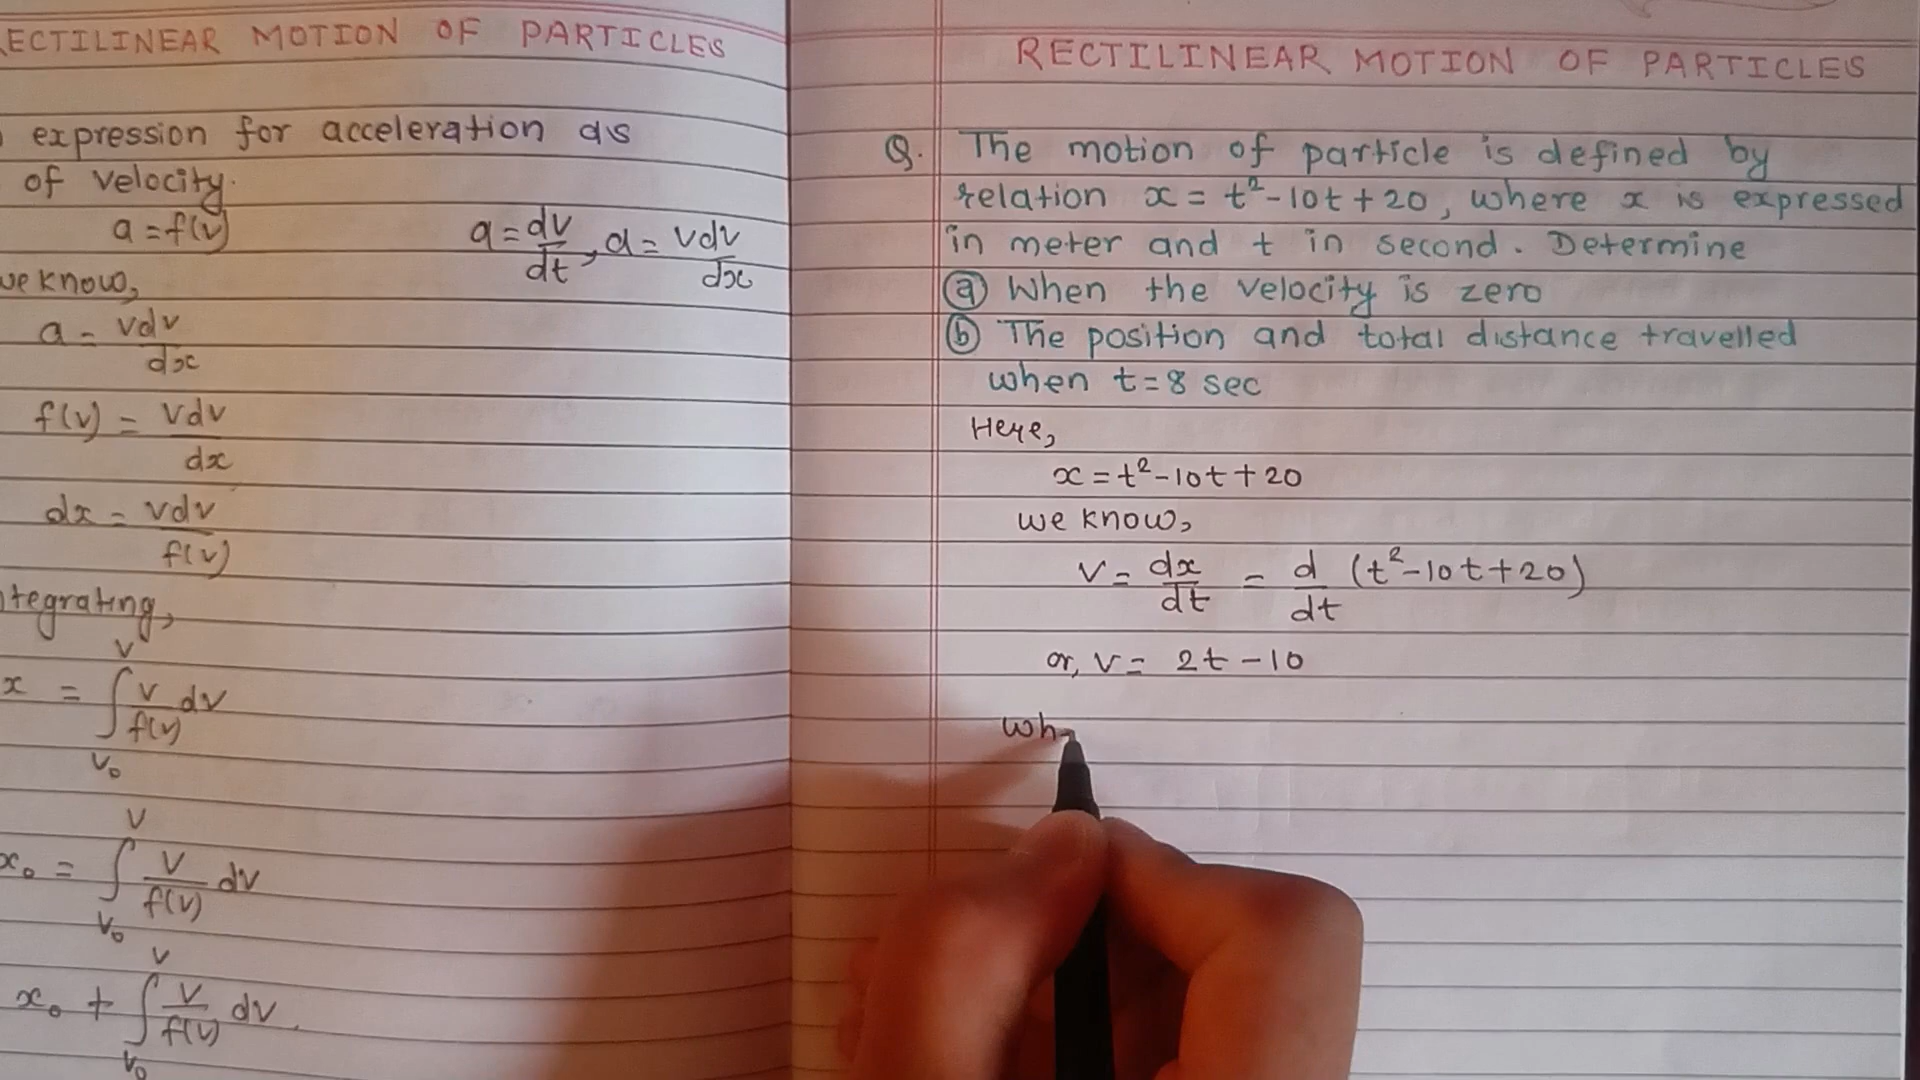 RECTILINEAR MOTION OF PARTICLES
expression for acceleration as
of velocity.
a = f(v)
a = dv/dt, a = vdv/dx
we know,
a = vdv/dx
f(v) = vdv/dx
dx = vdv/f(v)
ntegrating,
x = ∫ v/f(v) dv
v
v₀
x₀ = ∫ v/f(v) dv
v
v₀
x₀ + ∫ v/f(v) dv.
v
v₀
RECTILINEAR MOTION OF PARTICLES
Q. The motion of particle is defined by
relation x = t²-10t+20, where x is expressed
in meter and t in second. Determine
ⓐ When the velocity is zero
ⓑ The position and total distance travelled
when t=8 sec
Here,
x = t²-10t+20
we know,
v = dx/dt = d/dt (t²-10t+20)
or, v = 2t-10
wh